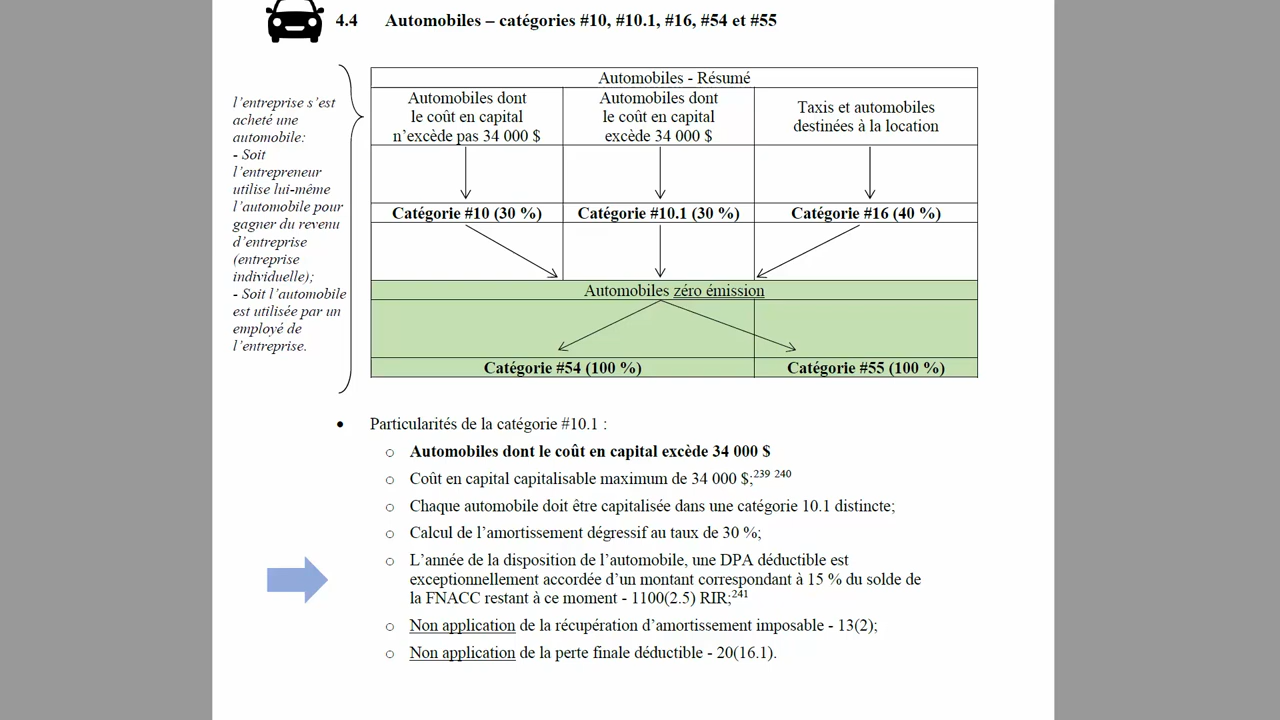 4.4 Automobiles – catégories #10, #10.1, #16, #54 et #55
l’entreprise s’est
acheté une
automobile:
- Soit
l’entrepreneur
utilise lui-même
l’automobile pour
gagner du revenu
d’entreprise
(entreprise
individuelle);
- Soit l’automobile
est utilisée par un
employé de
l’entreprise.
Automobiles - Résumé
Automobiles dont
le coût en capital
n’excède pas 34 000 $
Automobiles dont
le coût en capital
excède 34 000 $
Taxis et automobiles
destinées à la location
Catégorie #10 (30 %)
Catégorie #10.1 (30 %)
Catégorie #16 (40 %)
Automobiles zéro émission
Catégorie #54 (100 %)
Catégorie #55 (100 %)
• Particularités de la catégorie #10.1 :
o Automobiles dont le coût en capital excède 34 000 $
o Coût en capital capitalisable maximum de 34 000 $;239 240
o Chaque automobile doit être capitalisée dans une catégorie 10.1 distincte;
o Calcul de l’amortissement dégressif au taux de 30 %;
o L’année de la disposition de l’automobile, une DPA déductible est
exceptionnellement accordée d’un montant correspondant à 15 % du solde de
la FNACC restant à ce moment - 1100(2.5) RIR;241
o Non application de la récupération d’amortissement imposable - 13(2);
o Non application de la perte finale déductible - 20(16.1).